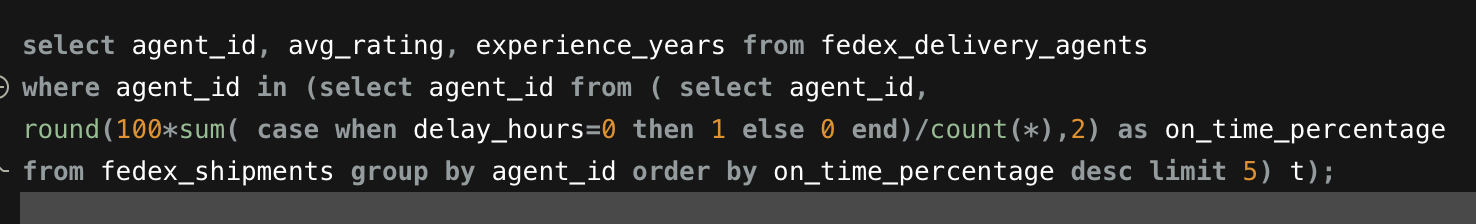 select agent_id, avg_rating, experience_years from fedex_delivery_agents
where agent_id in (select agent_id from ( select agent_id,
round(100*sum( case when delay_hours=0 then 1 else 0 end)/count(*),2) as on_time_percentage
from fedex_shipments group by agent_id order by on_time_percentage desc limit 5) t);